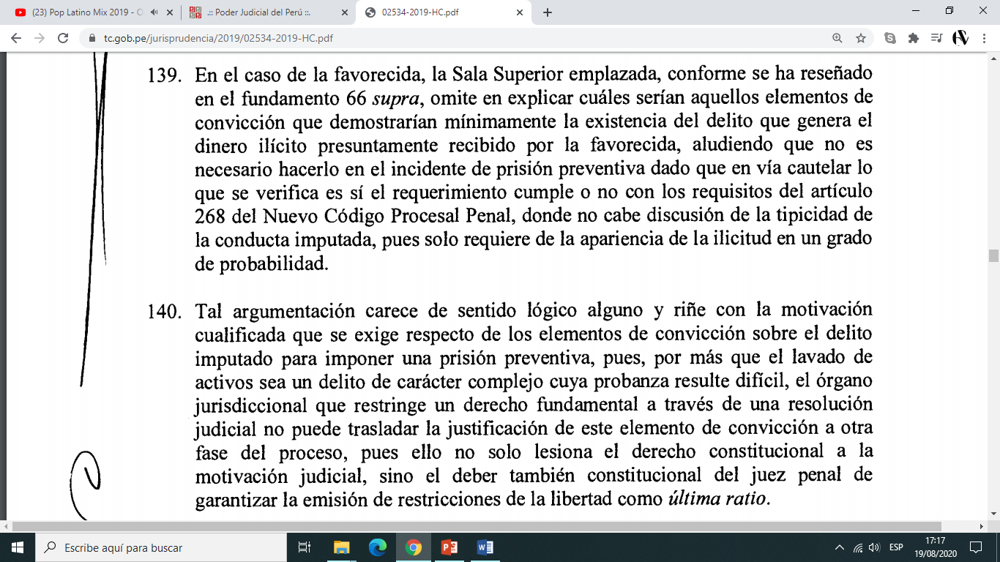 (23) Pop Latino Mix 2019 - O
.:: Poder Judicial del Perú ::.
02534-2019-HC.pdf
tc.gob.pe/jurisprudencia/2019/02534-2019-HC.pdf
139. En el caso de la favorecida, la Sala Superior emplazada, conforme se ha reseñado
en el fundamento 66 supra, omite en explicar cuáles serían aquellos elementos de
convicción que demostrarían mínimamente la existencia del delito que genera el
dinero ilícito presuntamente recibido por la favorecida, aludiendo que no es
necesario hacerlo en el incidente de prisión preventiva dado que en vía cautelar lo
que se verifica es sí el requerimiento cumple o no con los requisitos del artículo
268 del Nuevo Código Procesal Penal, donde no cabe discusión de la tipicidad de
la conducta imputada, pues solo requiere de la apariencia de la ilicitud en un grado
de probabilidad.
140. Tal argumentación carece de sentido lógico alguno y riñe con la motivación
cualificada que se exige respecto de los elementos de convicción sobre el delito
imputado para imponer una prisión preventiva, pues, por más que el lavado de
activos sea un delito de carácter complejo cuya probanza resulte difícil, el órgano
jurisdiccional que restringe un derecho fundamental a través de una resolución
judicial no puede trasladar la justificación de este elemento de convicción a otra
fase del proceso, pues ello no solo lesiona el derecho constitucional a la
motivación judicial, sino el deber también constitucional del juez penal de
garantizar la emisión de restricciones de la libertad como última ratio.
Escribe aquí para buscar
ESP
17:17
19/08/2020